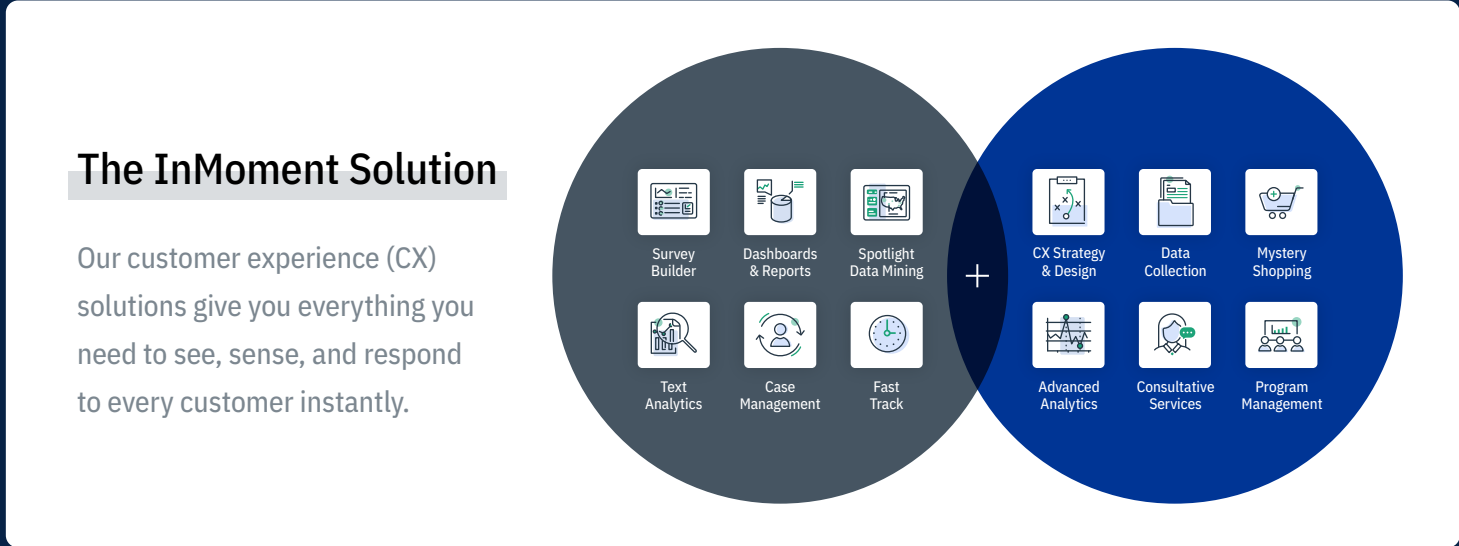 The InMoment Solution
Our customer experience (CX)
solutions give you everything you
need to see, sense, and respond
to every customer instantly.
Survey
Builder
Dashboards
& Reports
Spotlight
Data Mining
Text
Analytics
Case
Management
Fast
Track
+
CX Strategy
& Design
Data
Collection
Mystery
Shopping
Advanced
Analytics
Consultative
Services
Program
Management